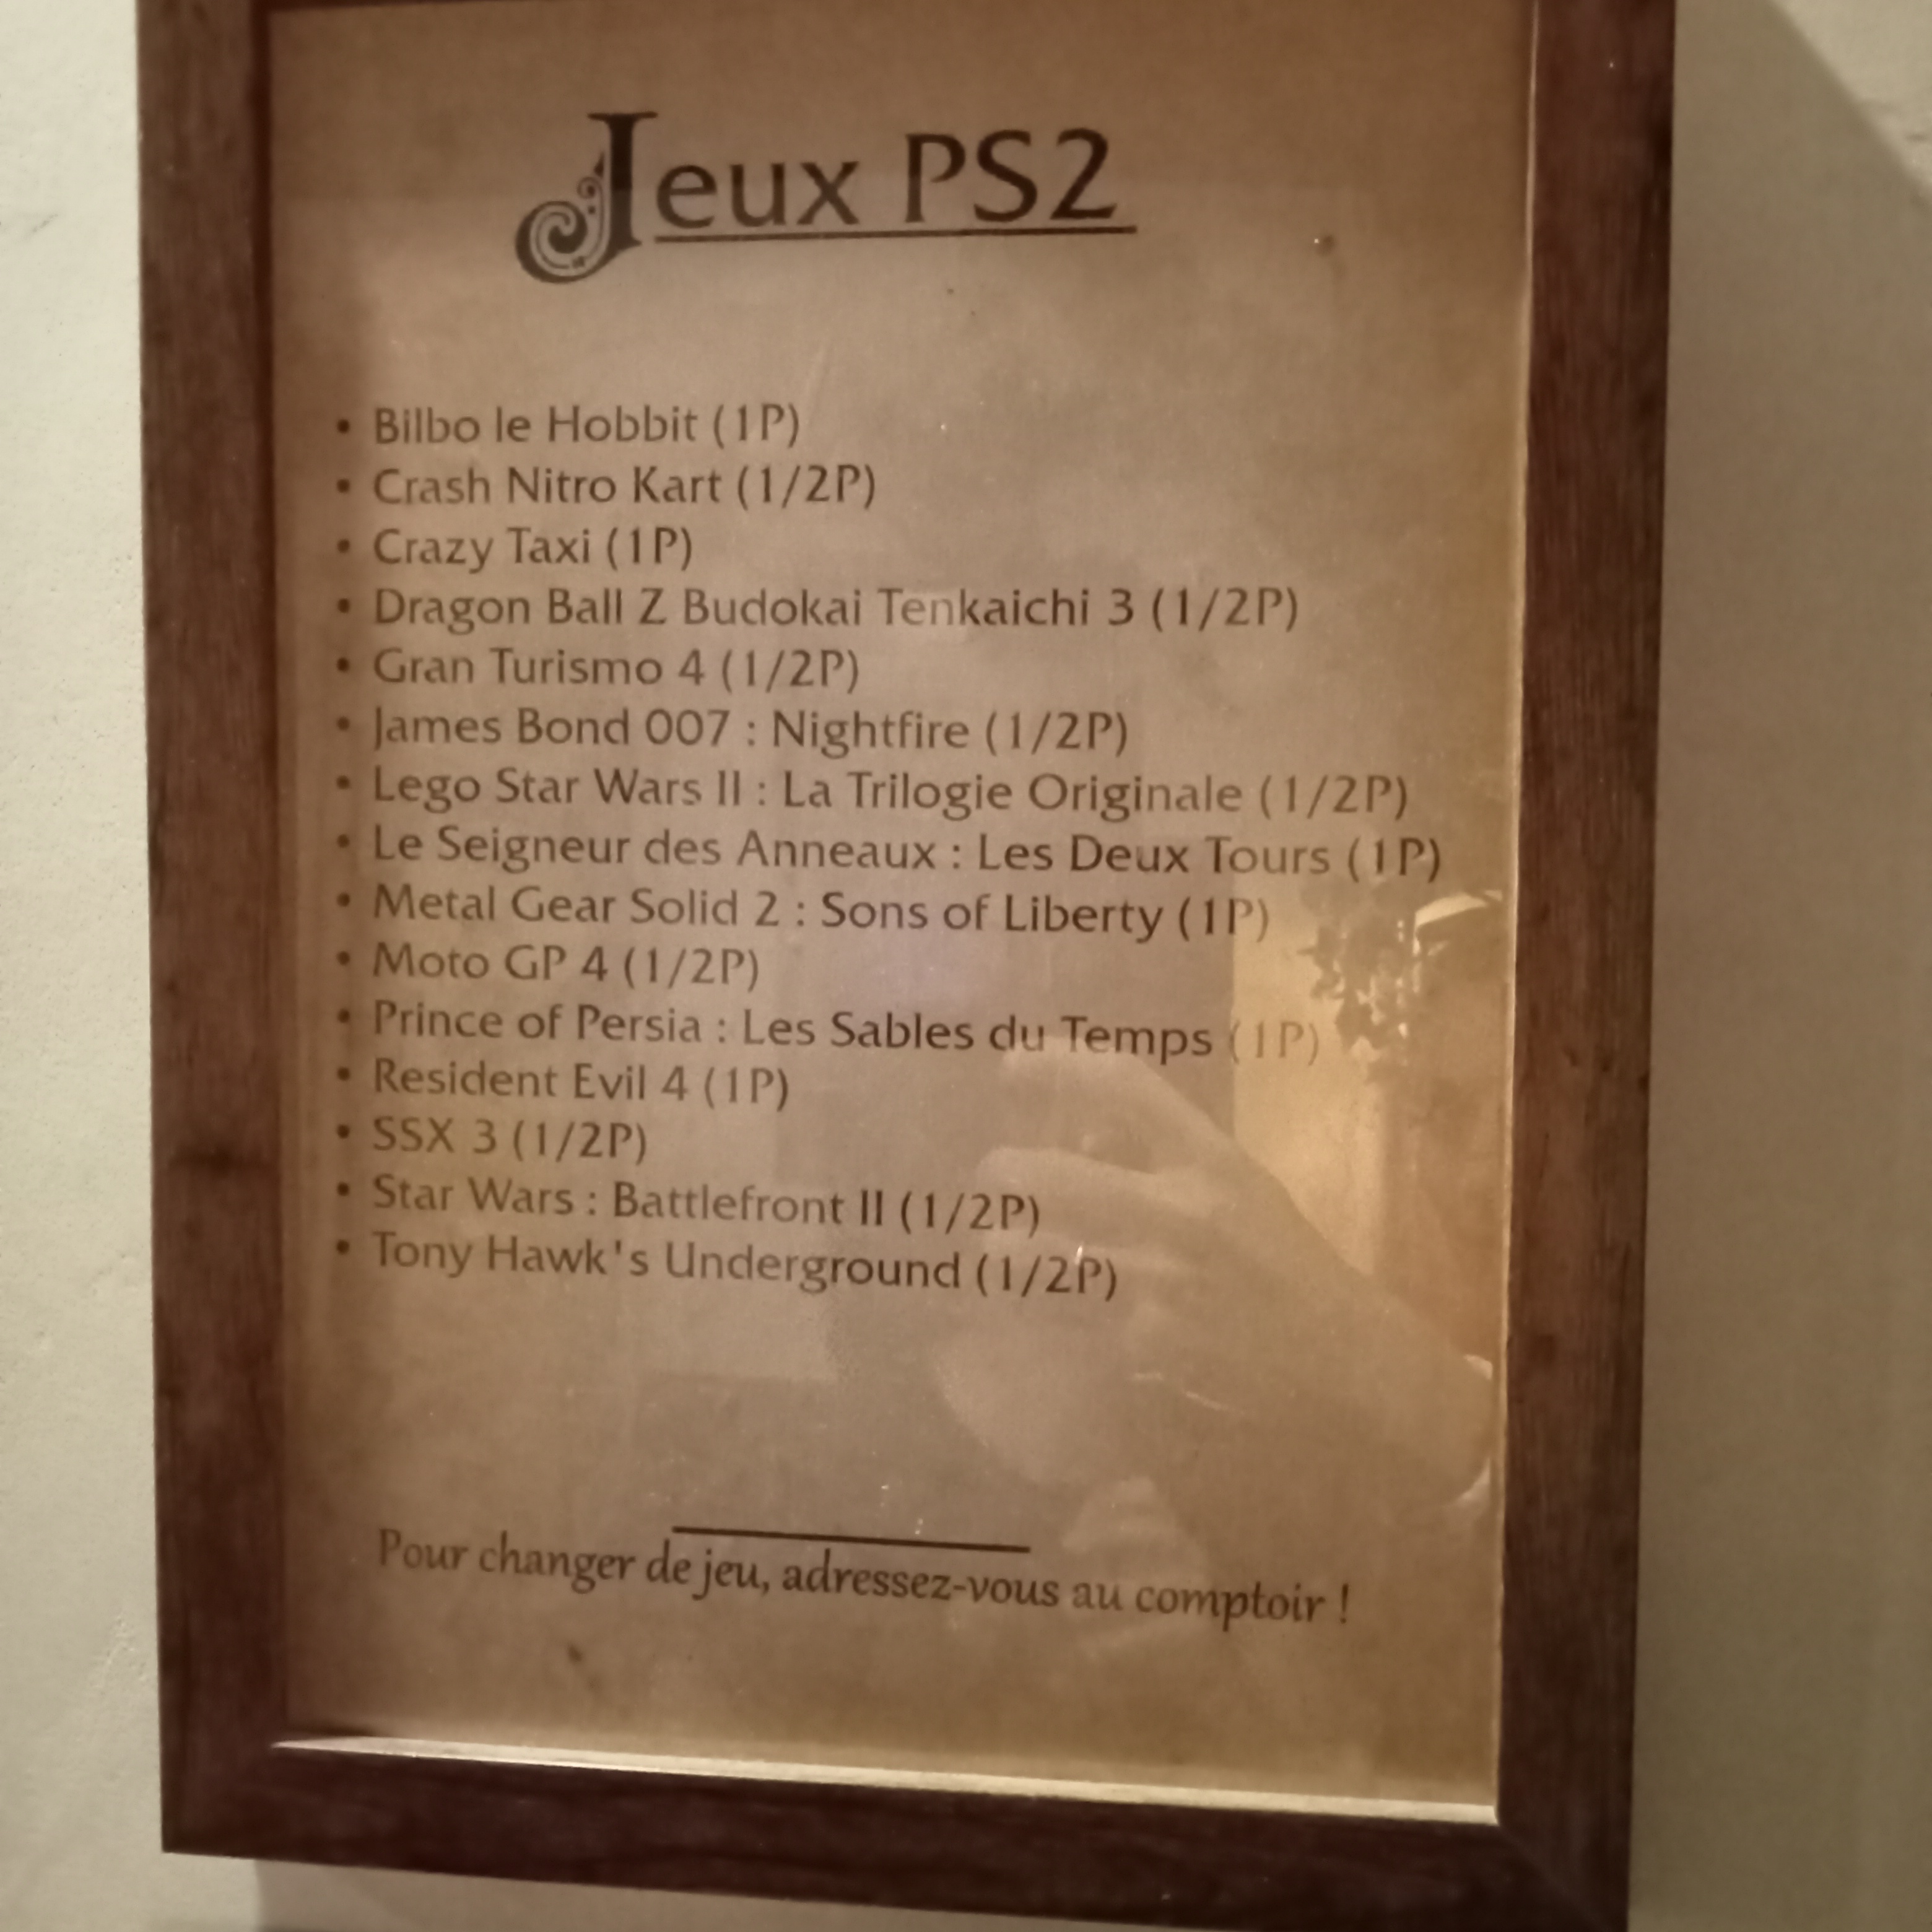 Jeux PS2
• Bilbo le Hobbit (1P)
• Crash Nitro Kart (1/2P)
• Crazy Taxi (1P)
• Dragon Ball Z Budokai Tenkaichi 3 (1/2P)
• Gran Turismo 4 (1/2P)
• James Bond 007 : Nightfire (1/2P)
• Lego Star Wars II : La Trilogie Originale (1/2P)
• Le Seigneur des Anneaux : Les Deux Tours (1P)
• Metal Gear Solid 2 : Sons of Liberty (1P)
• Moto GP 4 (1/2P)
• Prince of Persia : Les Sables du Temps (1P)
• Resident Evil 4 (1P)
• SSX 3 (1/2P)
• Star Wars : Battlefront II (1/2P)
• Tony Hawk's Underground (1/2P)
Pour changer de jeu, adressez-vous au comptoir !